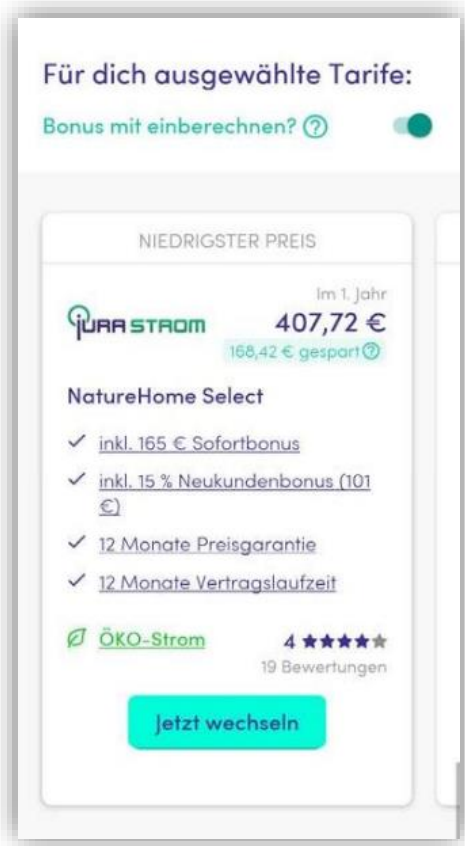 Für dich ausgewählte Tarife:
Bonus mit einberechnen? ?
NIEDRIGSTER PREIS
Im 1. Jahr
JURA STROM
407,72 €
168,42 € gespart ?
NatureHome Select
inkl. 165 € Sofortbonus
inkl. 15 % Neukundenbonus (101
€)
12 Monate Preisgarantie
12 Monate Vertragslaufzeit
ÖKO-Strom
4 ★★★★★
19 Bewertungen
Jetzt wechseln